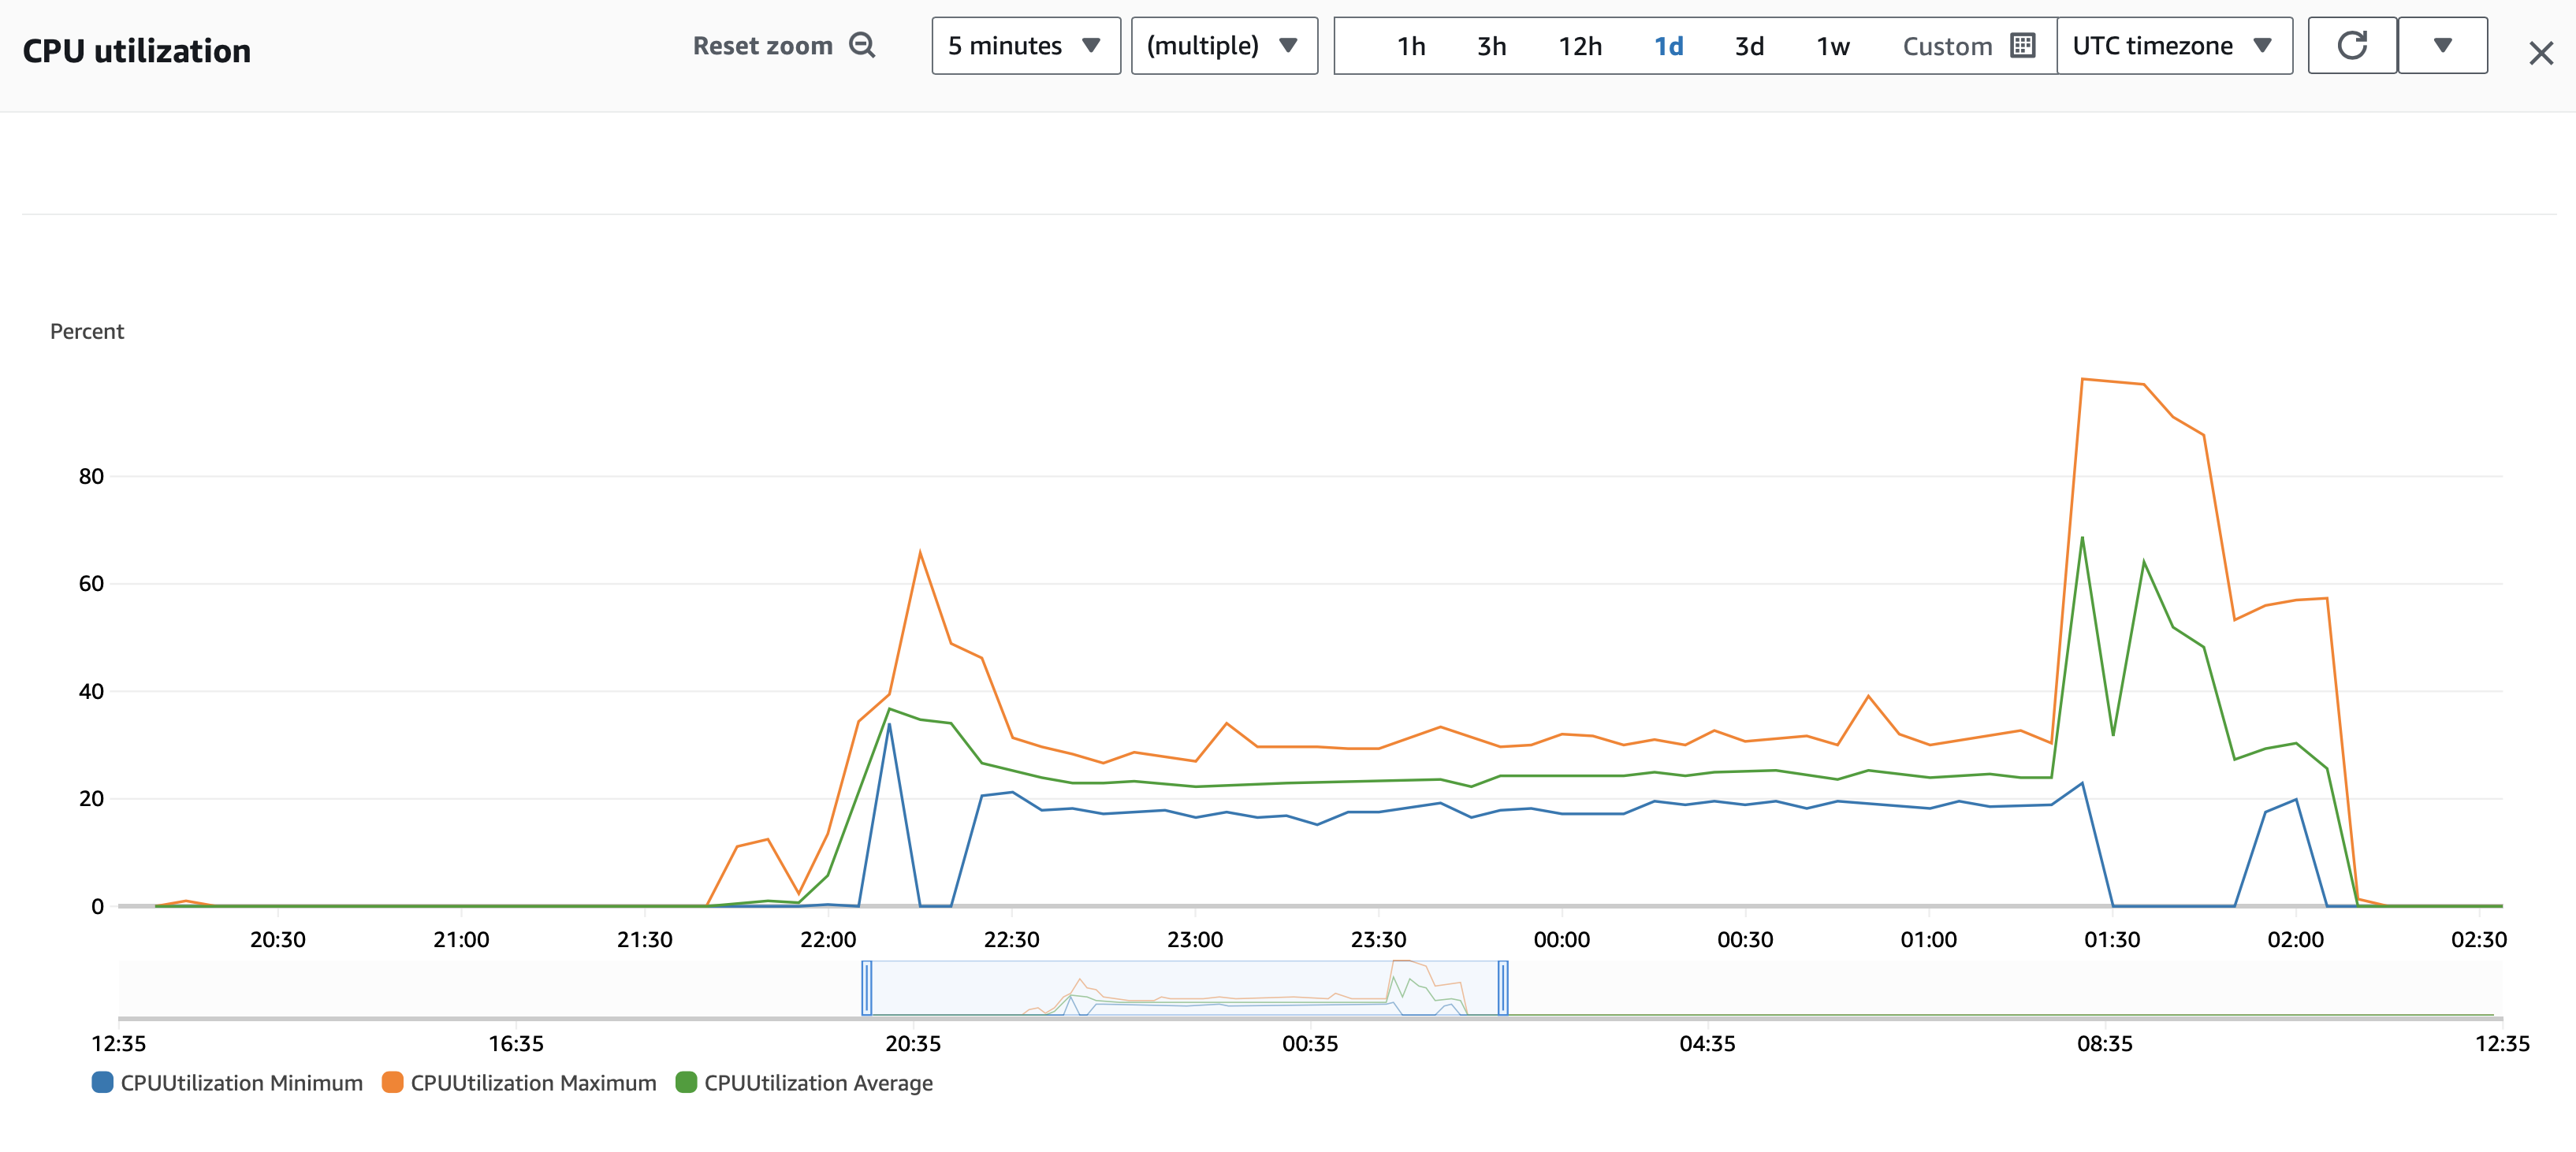 CPU utilization
Reset zoom
5 minutes
(multiple)
1h 3h 12h 1d 3d 1w Custom
UTC timezone
Percent
80
60
40
20
0
20:30 21:00 21:30 22:00 22:30 23:00 23:30 00:00 00:30 01:00 01:30 02:00 02:30
12:35 16:35 20:35 00:35 04:35 08:35 12:35
CPUUtilization Minimum CPUUtilization Maximum CPUUtilization Average